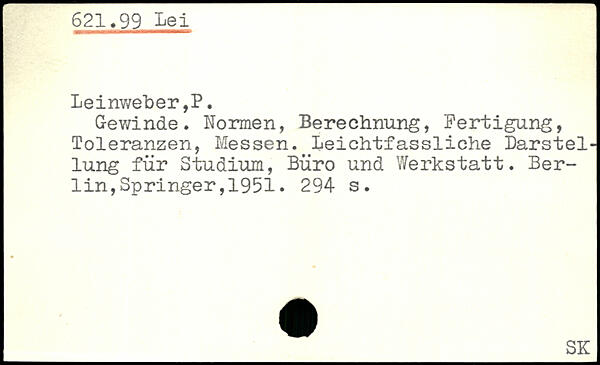 621.99 Lei
Leinweber,P.
Gewinde. Normen, Berechnung, Fertigung,
Toleranzen, Messen. Leichtfassliche Darstel-
lung für Studium, Büro und Werkstatt. Ber-
lin,Springer,1951. 294 s.
SK